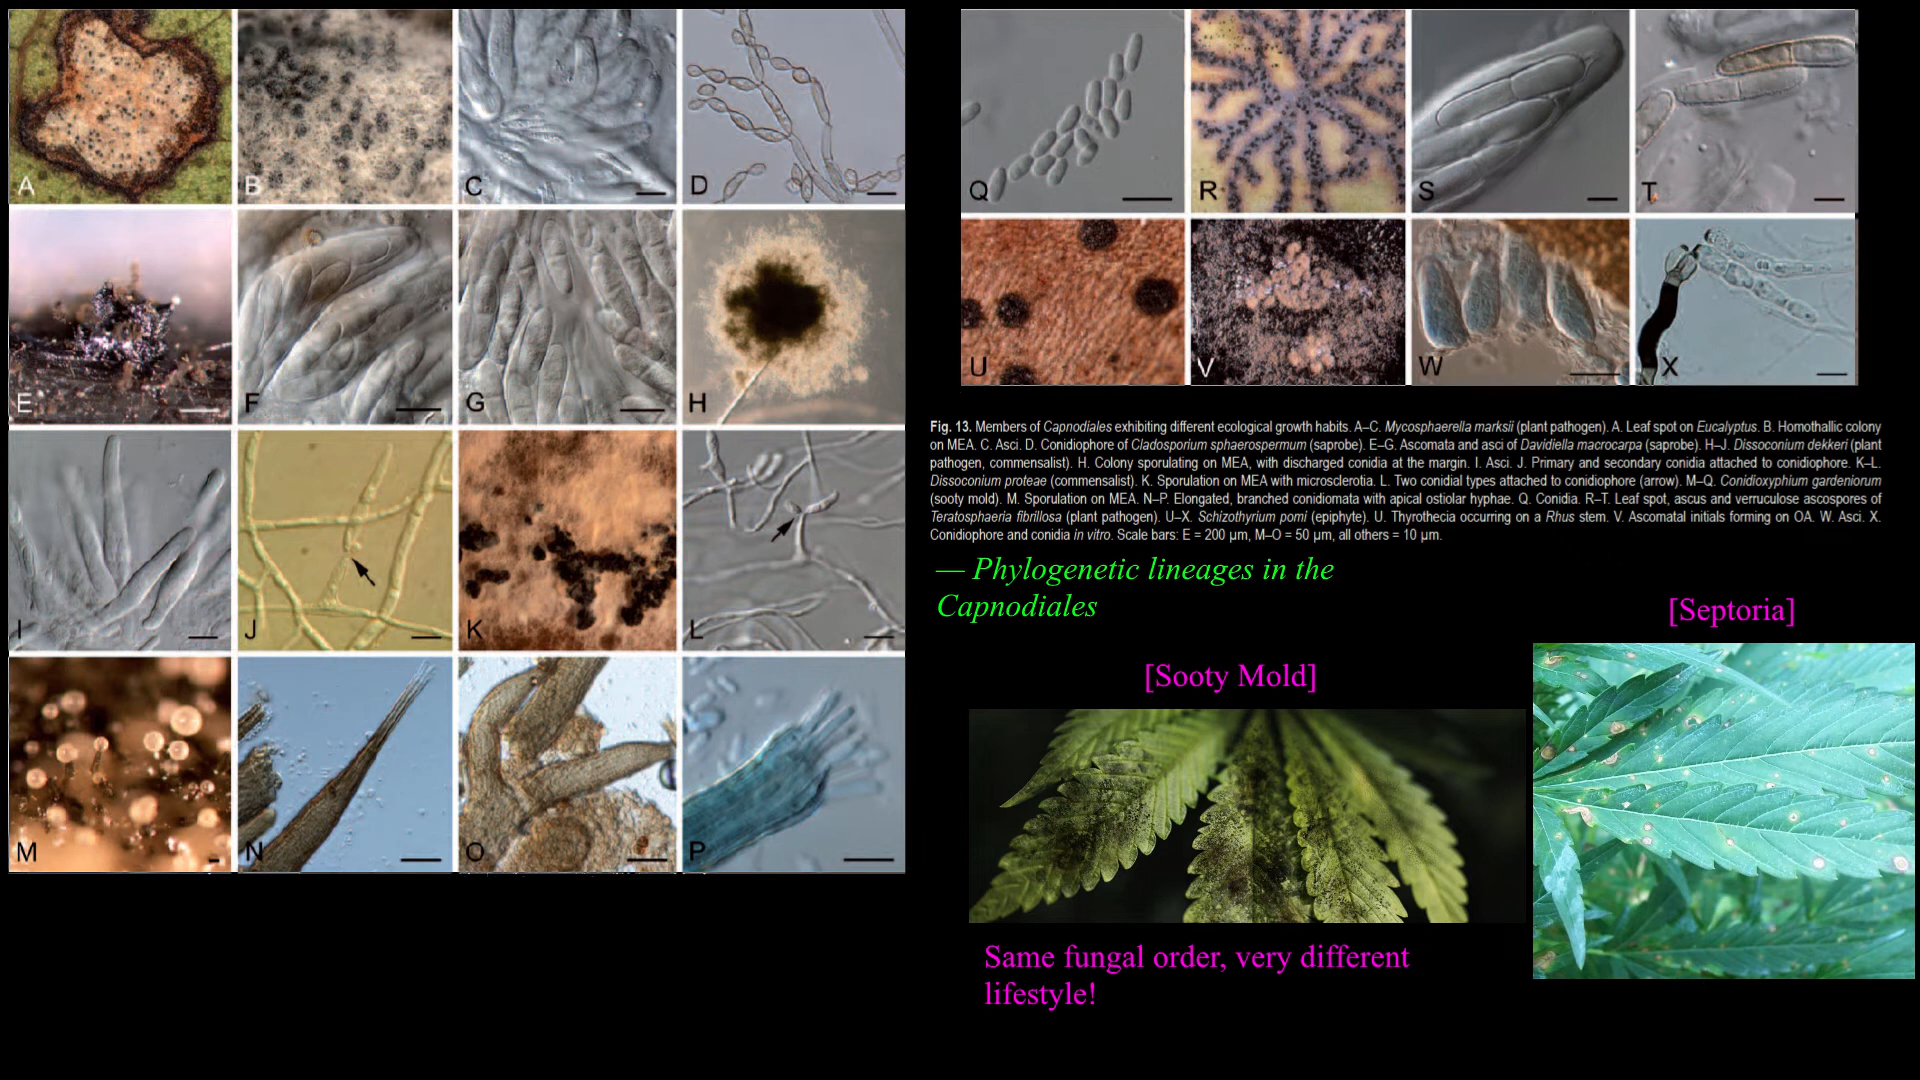 A
B
C
D
E
F
G
H
I
J
K
L
M
N
O
P
Q
R
S
T
U
V
W
X
Fig. 13. Members of Capnodiales exhibiting different ecological growth habits. A–C. Mycosphaerella marksii (plant pathogen). A. Leaf spot on Eucalyptus. B. Homothallic colony
on MEA. C. Asci. D. Conidiophore of Cladosporium sphaerospermum (saprobe). E–G. Ascomata and asci of Davidiella macrocarpa (saprobe). H–J. Dissoconium dekkeri (plant
pathogen, commensalist). H. Colony sporulating on MEA, with discharged conidia at the margin. I. Asci. J. Primary and secondary conidia attached to conidiophore. K–L.
Dissoconium proteae (commensalist). K. Sporulation on MEA with microsclerotia. L. Two conidial types attached to conidiophore (arrow). M–Q. Conidioxyphium gardeniorum
(sooty mold). M. Sporulation on MEA. N–P. Elongated, branched conidiomata with apical ostiolar hyphae. Q. Conidia. R–T. Leaf spot, ascus and verruculose ascospores of
Teratosphaeria fibrillosa (plant pathogen). U–X. Schizothyrium pomi (epiphyte). U. Thyrothecia occurring on a Rhus stem. V. Ascomatal initials forming on OA. W. Asci. X.
Conidiophore and conidia in vitro. Scale bars: E = 200 µm, M–O = 50 µm, all others = 10 µm.
— Phylogenetic lineages in the
Capnodiales
[Septoria]
[Sooty Mold]
Same fungal order, very different
lifestyle!